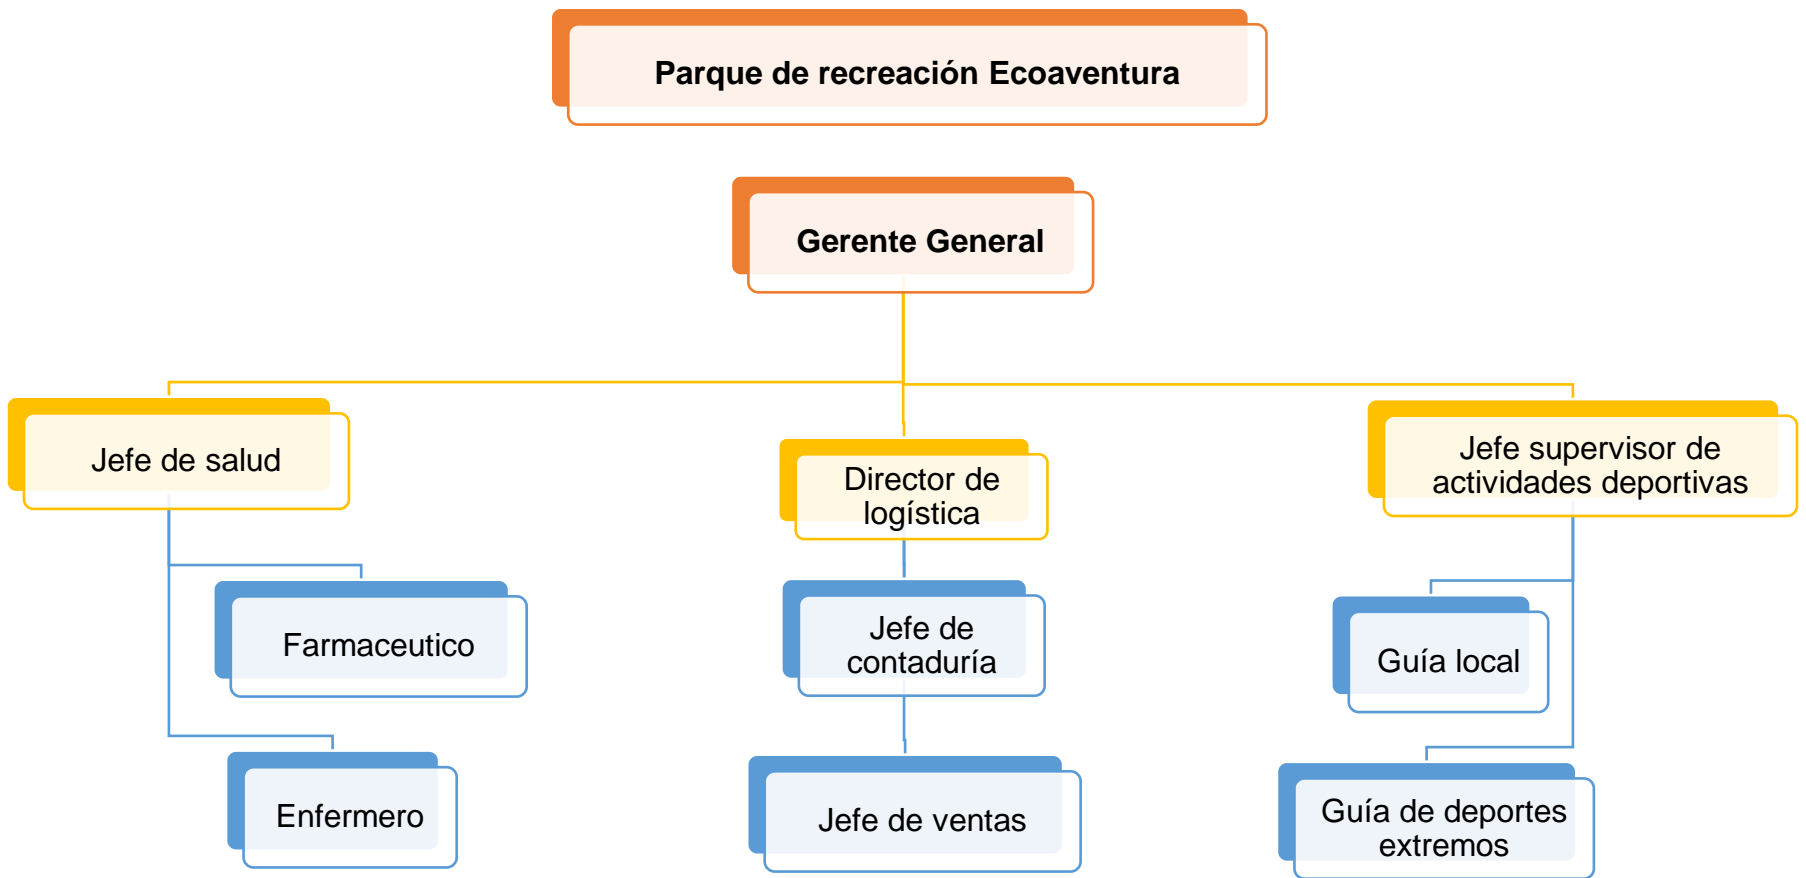 Parque de recreación Ecoaventura
Gerente General
Jefe de salud
Director de
logística
Jefe supervisor de
actividades deportivas
Farmaceutico
Jefe de
contaduría
Guía local
Enfermero
Jefe de ventas
Guía de deportes
extremos